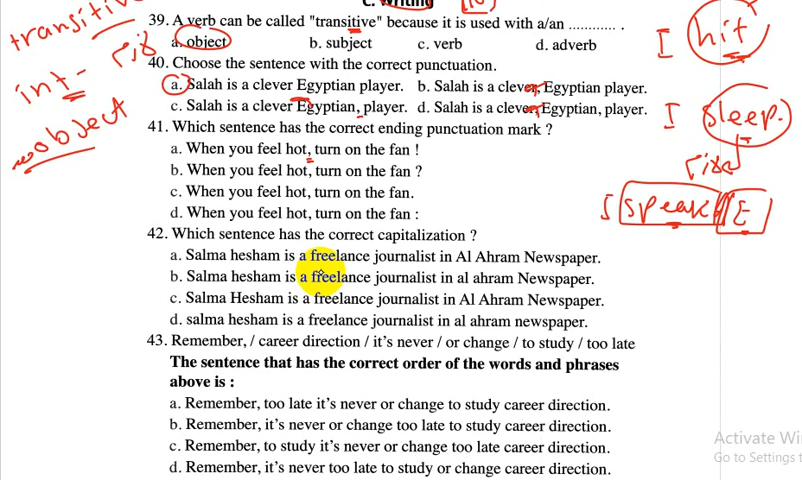 C. Writing
39. A verb can be called "transitive" because it is used with a/an ............ .
a. object b. subject c. verb d. adverb
40. Choose the sentence with the correct punctuation.
a. Salah is a clever Egyptian player. b. Salah is a clever, Egyptian player.
c. Salah is a clever Egyptian, player. d. Salah is a clever, Egyptian, player.
41. Which sentence has the correct ending punctuation mark ?
a. When you feel hot, turn on the fan !
b. When you feel hot, turn on the fan ?
c. When you feel hot, turn on the fan.
d. When you feel hot, turn on the fan :
42. Which sentence has the correct capitalization ?
a. Salma hesham is a freelance journalist in Al Ahram Newspaper.
b. Salma hesham is a freelance journalist in al ahram Newspaper.
c. Salma Hesham is a freelance journalist in Al Ahram Newspaper.
d. salma hesham is a freelance journalist in al ahram newspaper.
43. Remember, / career direction / it's never / or change / to study / too late
The sentence that has the correct order of the words and phrases
above is :
a. Remember, too late it's never or change to study career direction.
b. Remember, it's never or change too late to study career direction.
c. Remember, to study it's never or change too late career direction.
d. Remember, it's never too late to study or change career direction.
transitive
int-
object
I hit
I sleep.
I speak E
Activate Wi
Go to Settings t